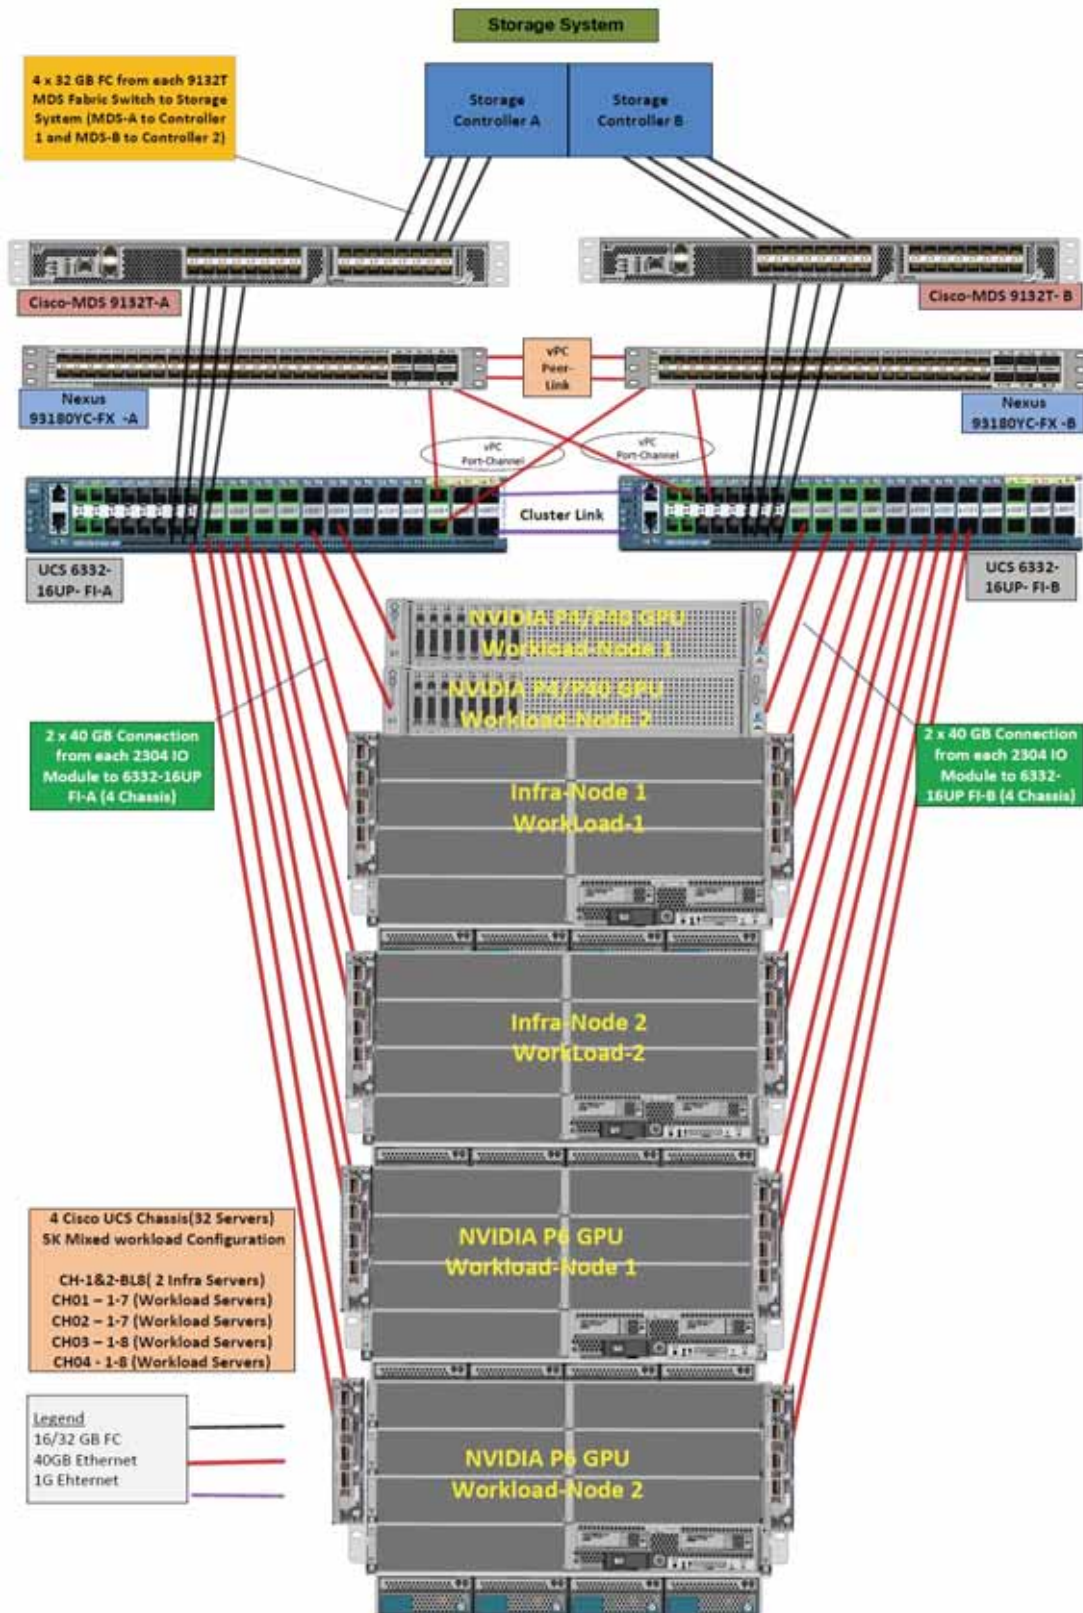 Storage System
4 x 32 GB FC from each 9132T
MDS Fabric Switch to Storage
System (MDS-A to Controller
1 and MDS-B to Controller 2)
Storage
Controller A
Storage
Controller B
Cisco-MDS 9132T-A
Cisco-MDS 9132T- B
vPC
Peer-
Link
Nexus
93180YC-FX -A
Nexus
93180YC-FX -B
vPC
Port-Channel
vPC
Port-Channel
Cluster Link
UCS 6332-
16UP- FI-A
UCS 6332-
16UP- FI-B
NVIDIA P4/P40 GPU
Workload-Node 1
NVIDIA P4/P40 GPU
Workload-Node 2
2 x 40 GB Connection
from each 2304 IO
Module to 6332-16UP
FI-A (4 Chassis)
2 x 40 GB Connection
from each 2304 IO
Module to 6332-
16UP FI-B (4 Chassis)
Infra-Node 1
WorkLoad-1
Infra-Node 2
WorkLoad-2
NVIDIA P6 GPU
Workload-Node 1
4 Cisco UCS Chassis(32 Servers)
5K Mixed workload Configuration
CH-1&2-BL8( 2 Infra Servers)
CH01 – 1-7 (Workload Servers)
CH02 – 1-7 (Workload Servers)
CH03 – 1-8 (Workload Servers)
CH04 - 1-8 (Workload Servers)
Legend
16/32 GB FC
40GB Ethernet
1G Ehternet
NVIDIA P6 GPU
Workload-Node 2